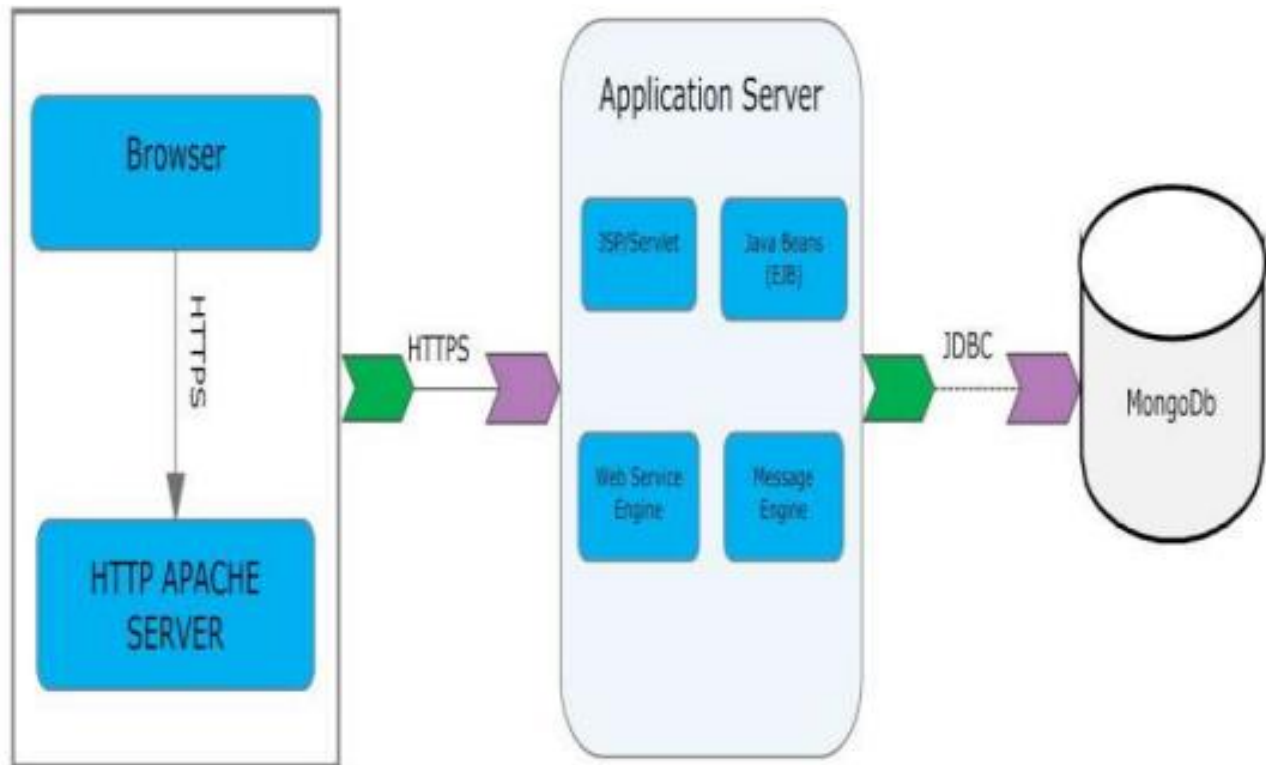 Browser
HTTPS
HTTP APACHE
SERVER
HTTPS
Application Server
JSP/Servlet
Java Beans
(EJB)
Web Service
Engine
Message
Engine
JDBC
MongoDb